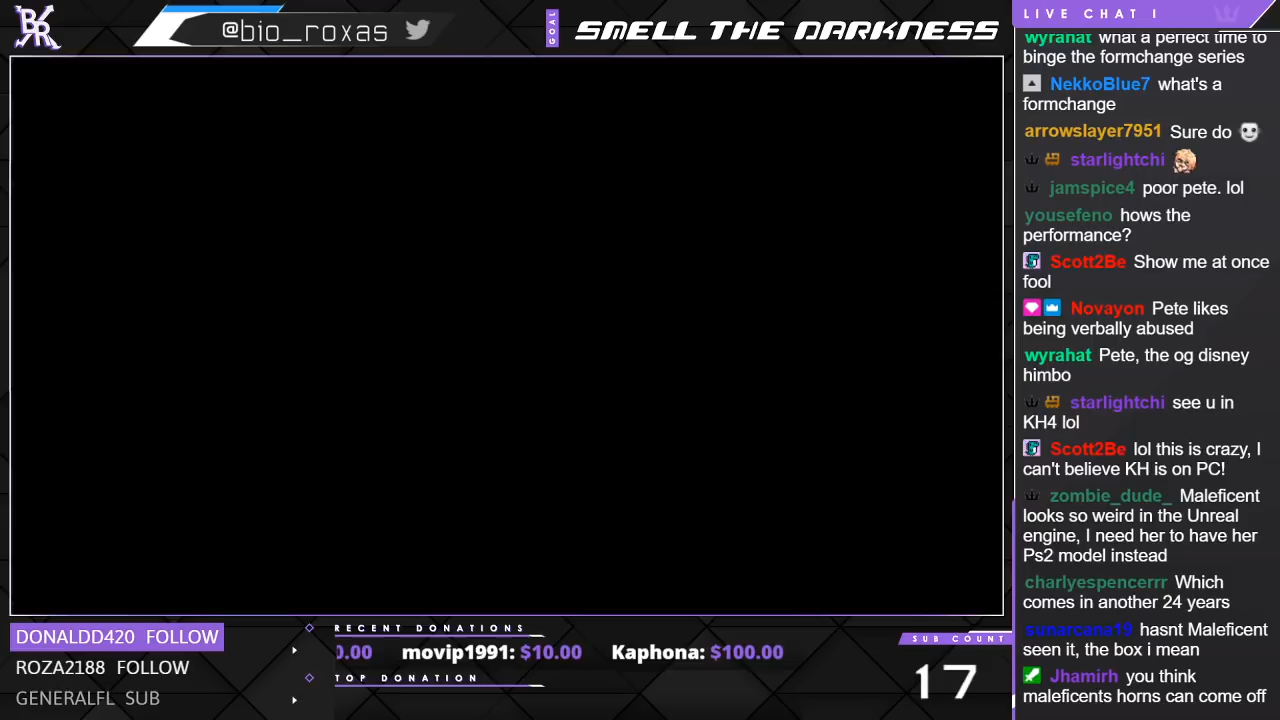 BR
@bio_roxas
GOAL
SMELL THE DARKNESS
LIVE CHAT I
wyrahat what a perfect time to
binge the formchange series
NekkoBlue7 what's a
formchange
arrowslayer7951 Sure do
starlightchi
jamspice4 poor pete. lol
yousefeno hows the
performance?
Scott2Be Show me at once
fool
Novayon Pete likes
being verbally abused
wyrahat Pete, the og disney
himbo
starlightchi see u in
KH4 lol
Scott2Be lol this is crazy, I
can't believe KH is on PC!
zombie_dude_ Maleficent
looks so weird in the Unreal
engine, I need her to have her
Ps2 model instead
charlyespencerrr Which
comes in another 24 years
sunarcana19 hasnt Maleficent
seen it, the box i mean
Jhamirh you think
maleficents horns can come off
DONALDD420 FOLLOW
ROZA2188 FOLLOW
GENERALFL SUB
RECENT DONATIONS
0.00 movip1991: $10.00 Kaphona: $100.00
TOP DONATION
SUB COUNT
17